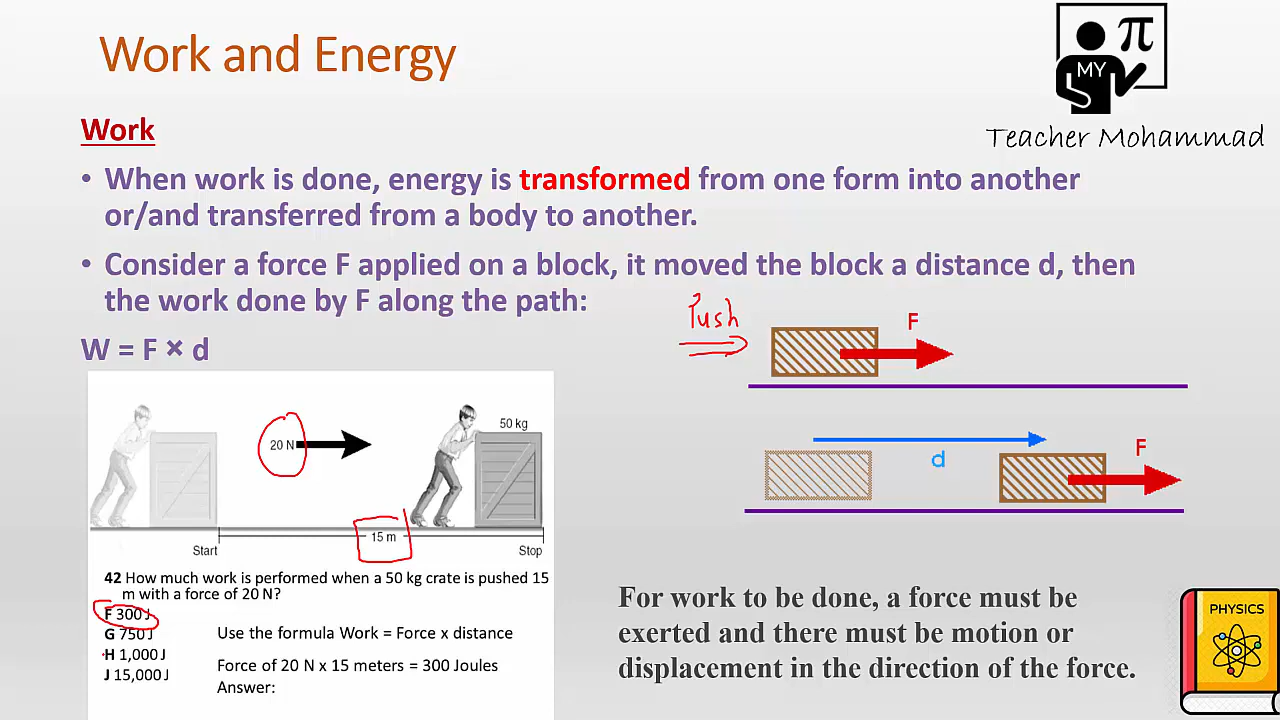 Work and Energy
π
MY
Teacher Mohammad
Work
• When work is done, energy is transformed from one form into another
or/and transferred from a body to another.
• Consider a force F applied on a block, it moved the block a distance d, then
the work done by F along the path:
W = F × d
Push
F
d
F
20 N
50 kg
15 m
Start
Stop
42 How much work is performed when a 50 kg crate is pushed 15
m with a force of 20 N?
F 300 J
G 750 J
H 1,000 J
J 15,000 J
Use the formula Work = Force x distance
Force of 20 N x 15 meters = 300 Joules
Answer:
For work to be done, a force must be
exerted and there must be motion or
displacement in the direction of the force.
PHYSICS